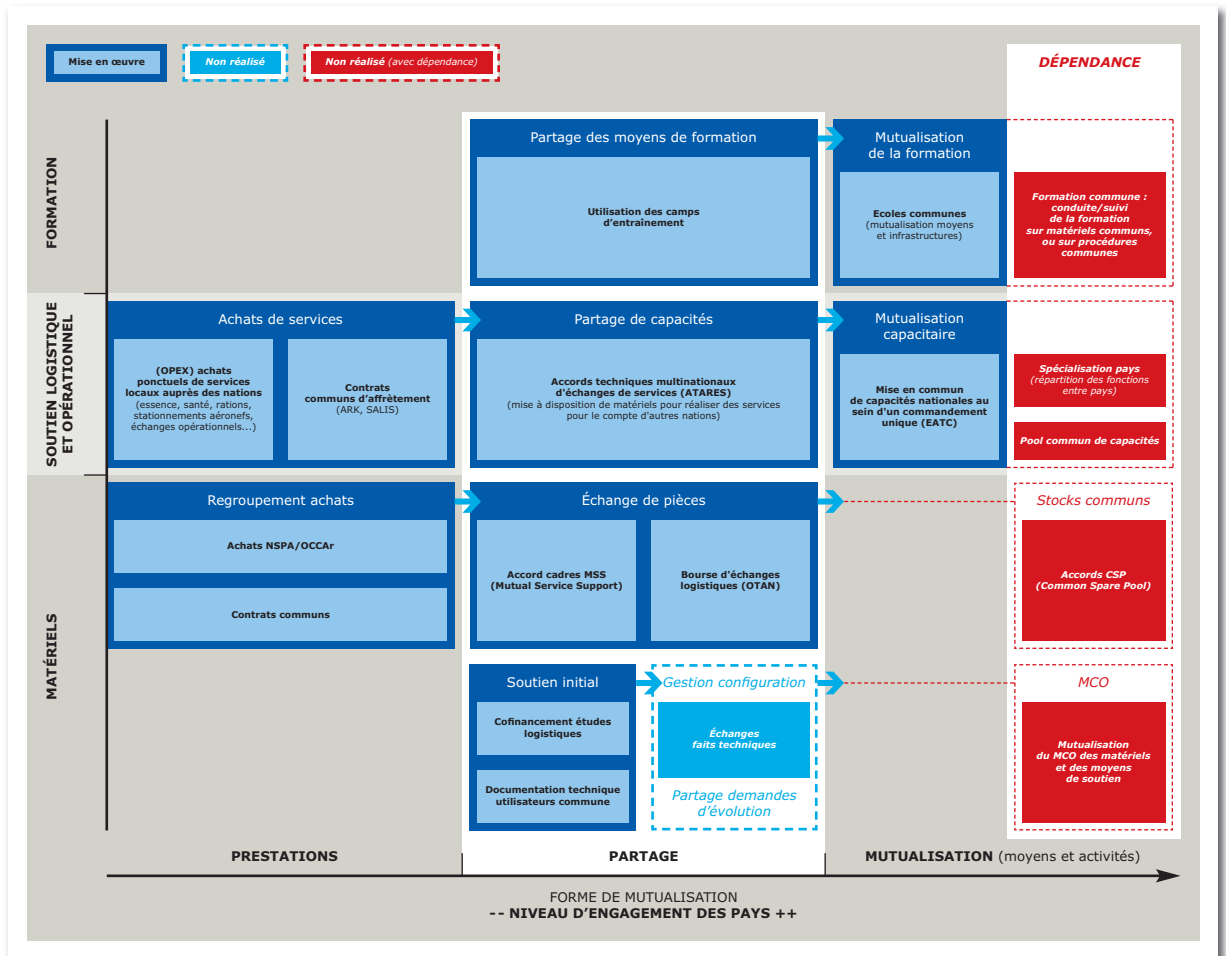 Mise en œuvre
Non réalisé
Non réalisé (avec dépendance)
DÉPENDANCE
FORMATION
Partage des moyens de formation
Utilisation des camps
d'entraînement
Mutualisation
de la formation
Ecoles communes
(mutualisation moyens
et infrastructures)
Formation commune :
conduite/suivi
de la formation
sur matériels communs,
ou sur procédures
communes
SOUTIEN LOGISTIQUE
ET OPÉRATIONNEL
Achats de services
(OPEX) achats
ponctuels de services
locaux auprès des nations
(essence, santé, rations,
stationnements aéronefs,
échanges opérationnels...)
Contrats
communs d'affrètement
(ARK, SALIS)
Partage de capacités
Accords techniques multinationaux
d'échanges de services (ATARES)
(mise à disposition de matériels pour réaliser des services
pour le compte d'autres nations)
Mutualisation
capacitaire
Mise en commun
de capacités nationales au
sein d'un commandement
unique (EATC)
Spécialisation pays
(répartition des fonctions
entre pays)
Pool commun de capacités
MATÉRIELS
Regroupement achats
Achats NSPA/OCCAr
Contrats communs
Échange de pièces
Accord cadres MSS
(Mutual Service Support)
Bourse d'échanges
logistiques (OTAN)
Stocks communs
Accords CSP
(Common Spare Pool)
Soutien initial
Cofinancement études
logistiques
Documentation technique
utilisateurs commune
Gestion configuration
Échanges
faits techniques
Partage demandes
d'évolution
MCO
Mutualisation
du MCO des matériels
et des moyens
de soutien
PRESTATIONS
PARTAGE
MUTUALISATION (moyens et activités)
FORME DE MUTUALISATION
-- NIVEAU D'ENGAGEMENT DES PAYS ++